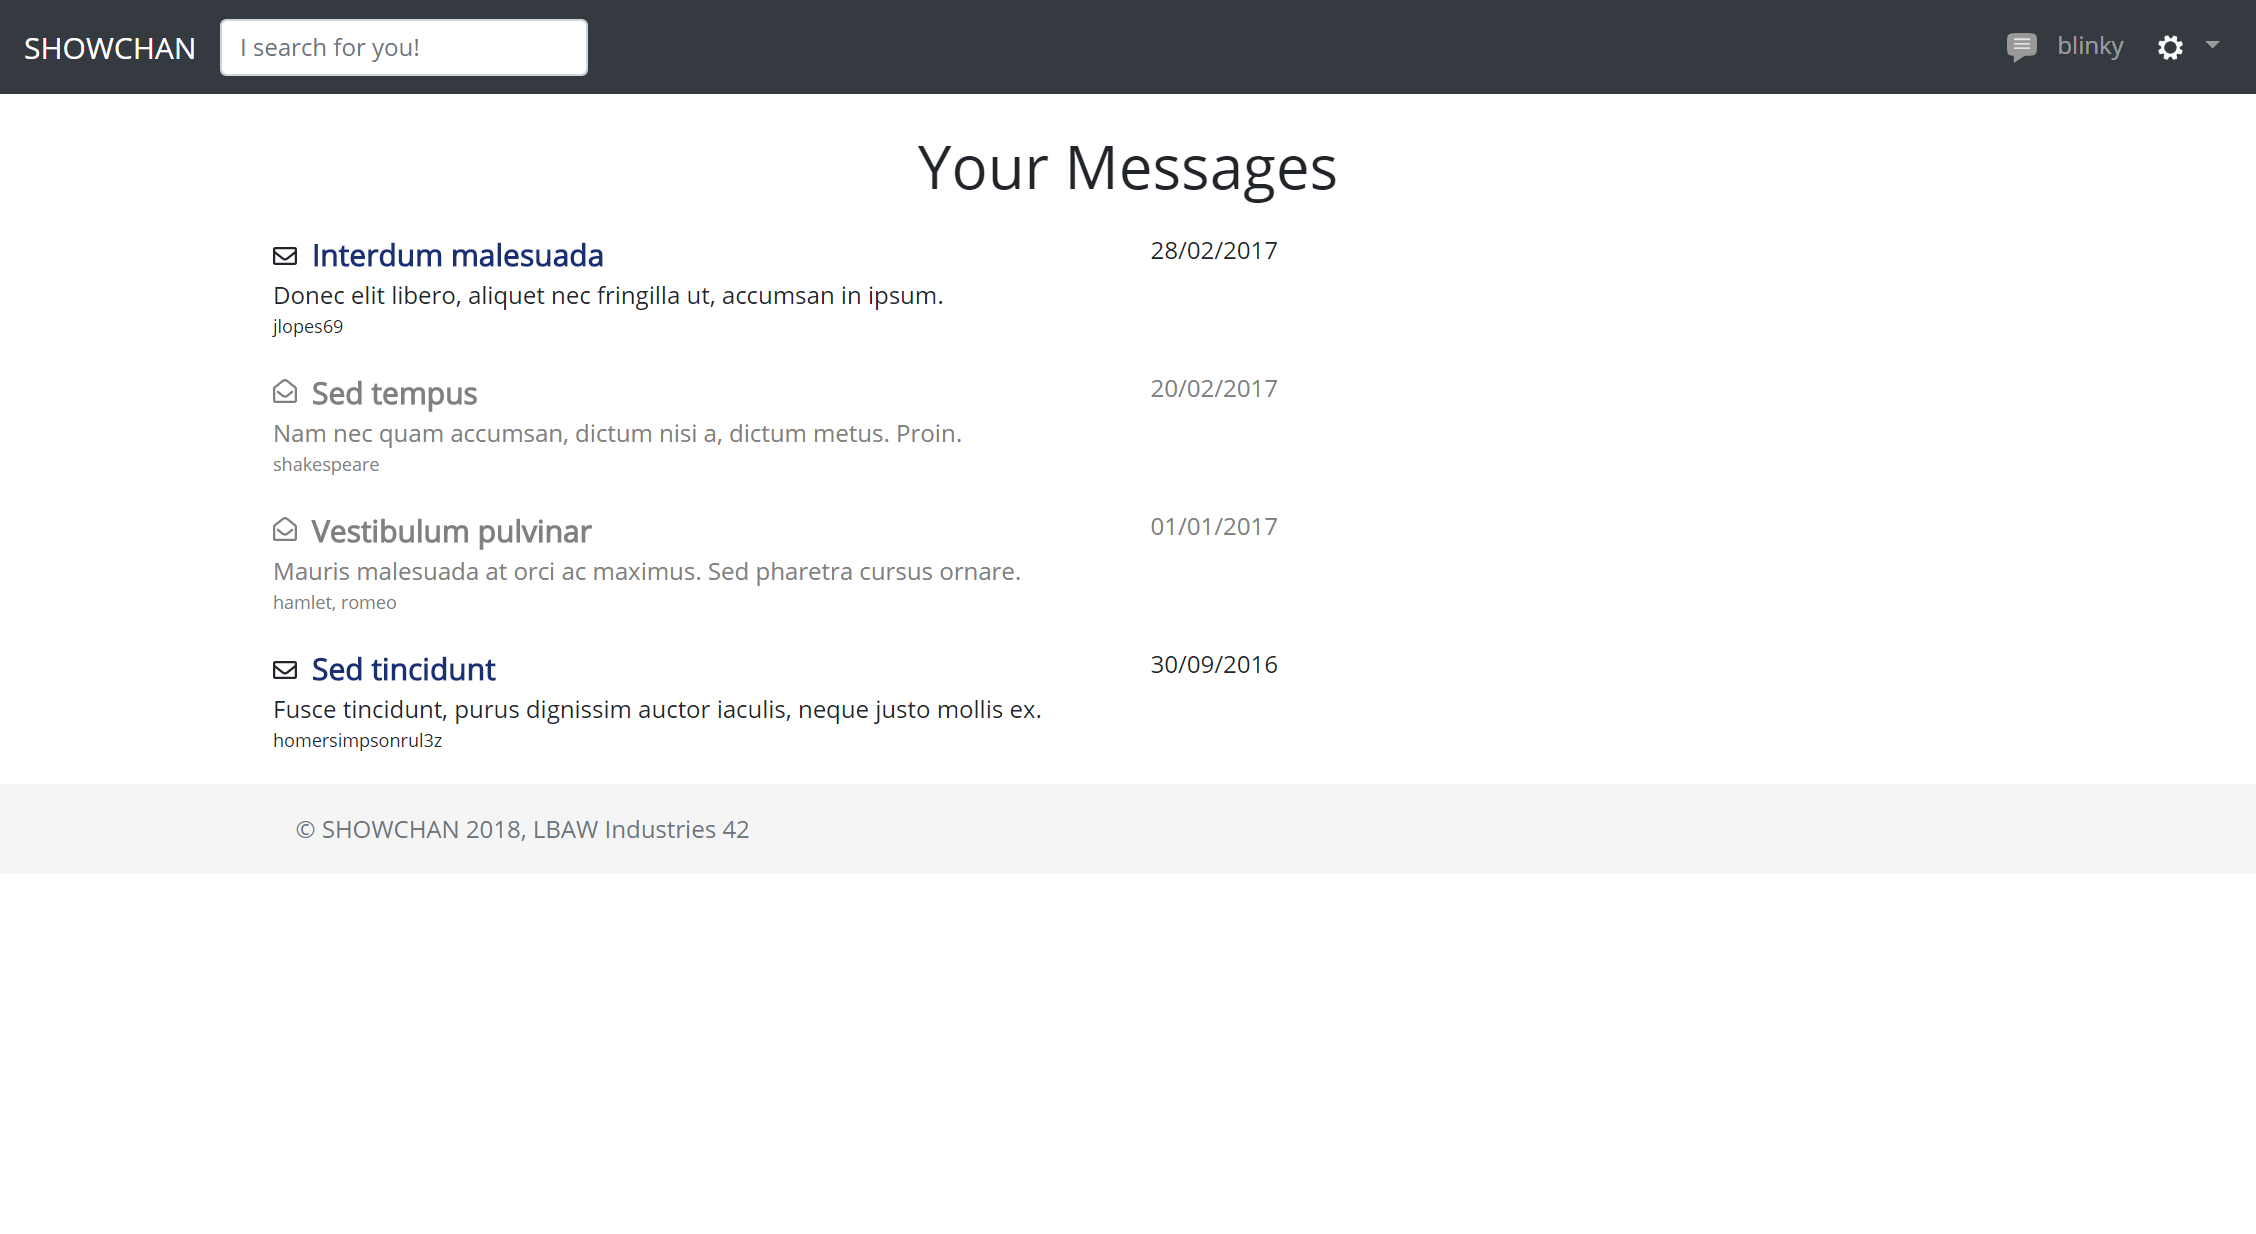 SHOWCHAN
I search for you!
blinky
Your Messages
Interdum malesuada
28/02/2017
Donec elit libero, aliquet nec fringilla ut, accumsan in ipsum.
jlopes69
Sed tempus
20/02/2017
Nam nec quam accumsan, dictum nisi a, dictum metus. Proin.
shakespeare
Vestibulum pulvinar
01/01/2017
Mauris malesuada at orci ac maximus. Sed pharetra cursus ornare.
hamlet, romeo
Sed tincidunt
30/09/2016
Fusce tincidunt, purus dignissim auctor iaculis, neque justo mollis ex.
homersimpsonrul3z
© SHOWCHAN 2018, LBAW Industries 42